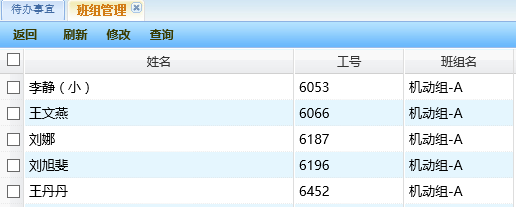 待办事宜 班组管理
返回 刷新 修改 查询
姓名 工号 班组名
李静（小） 6053 机动组-A
王文燕 6066 机动组-A
刘娜 6187 机动组-A
刘旭斐 6196 机动组-A
王丹丹 6452 机动组-A